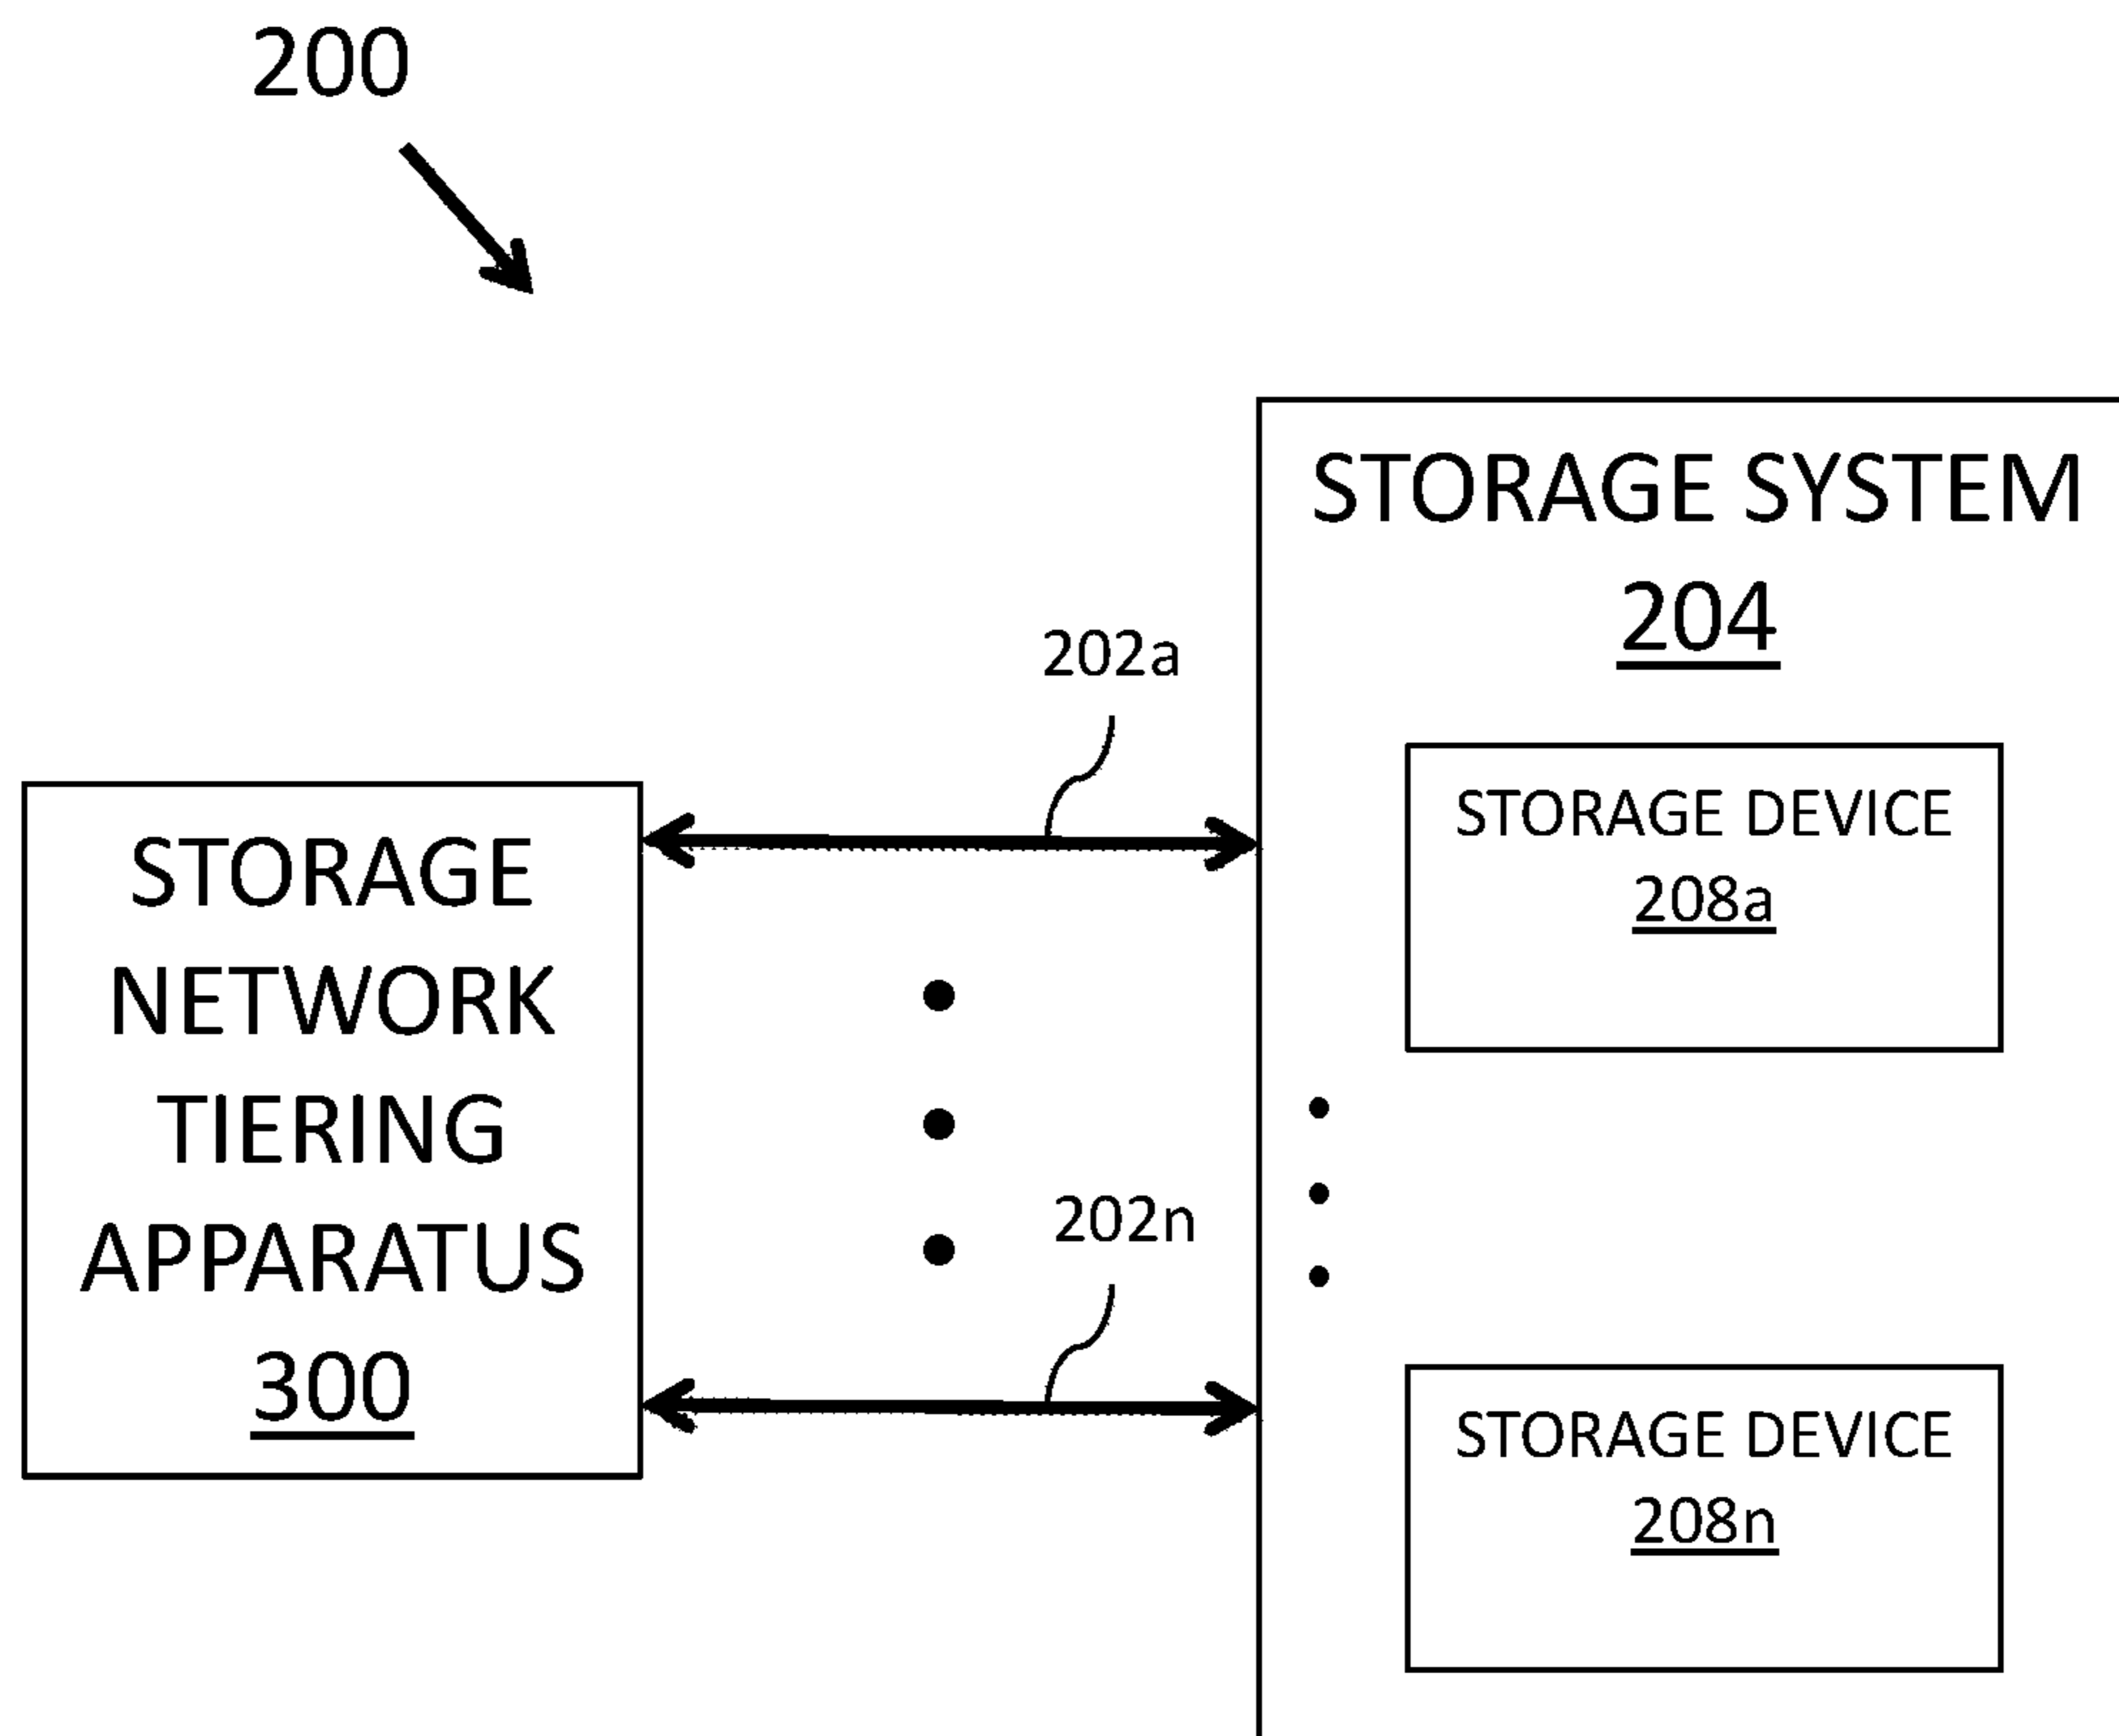 200
STORAGE SYSTEM
204
202a
STORAGE DEVICE
208a
STORAGE
NETWORK
TIERING
APPARATUS
300
202n
STORAGE DEVICE
208n